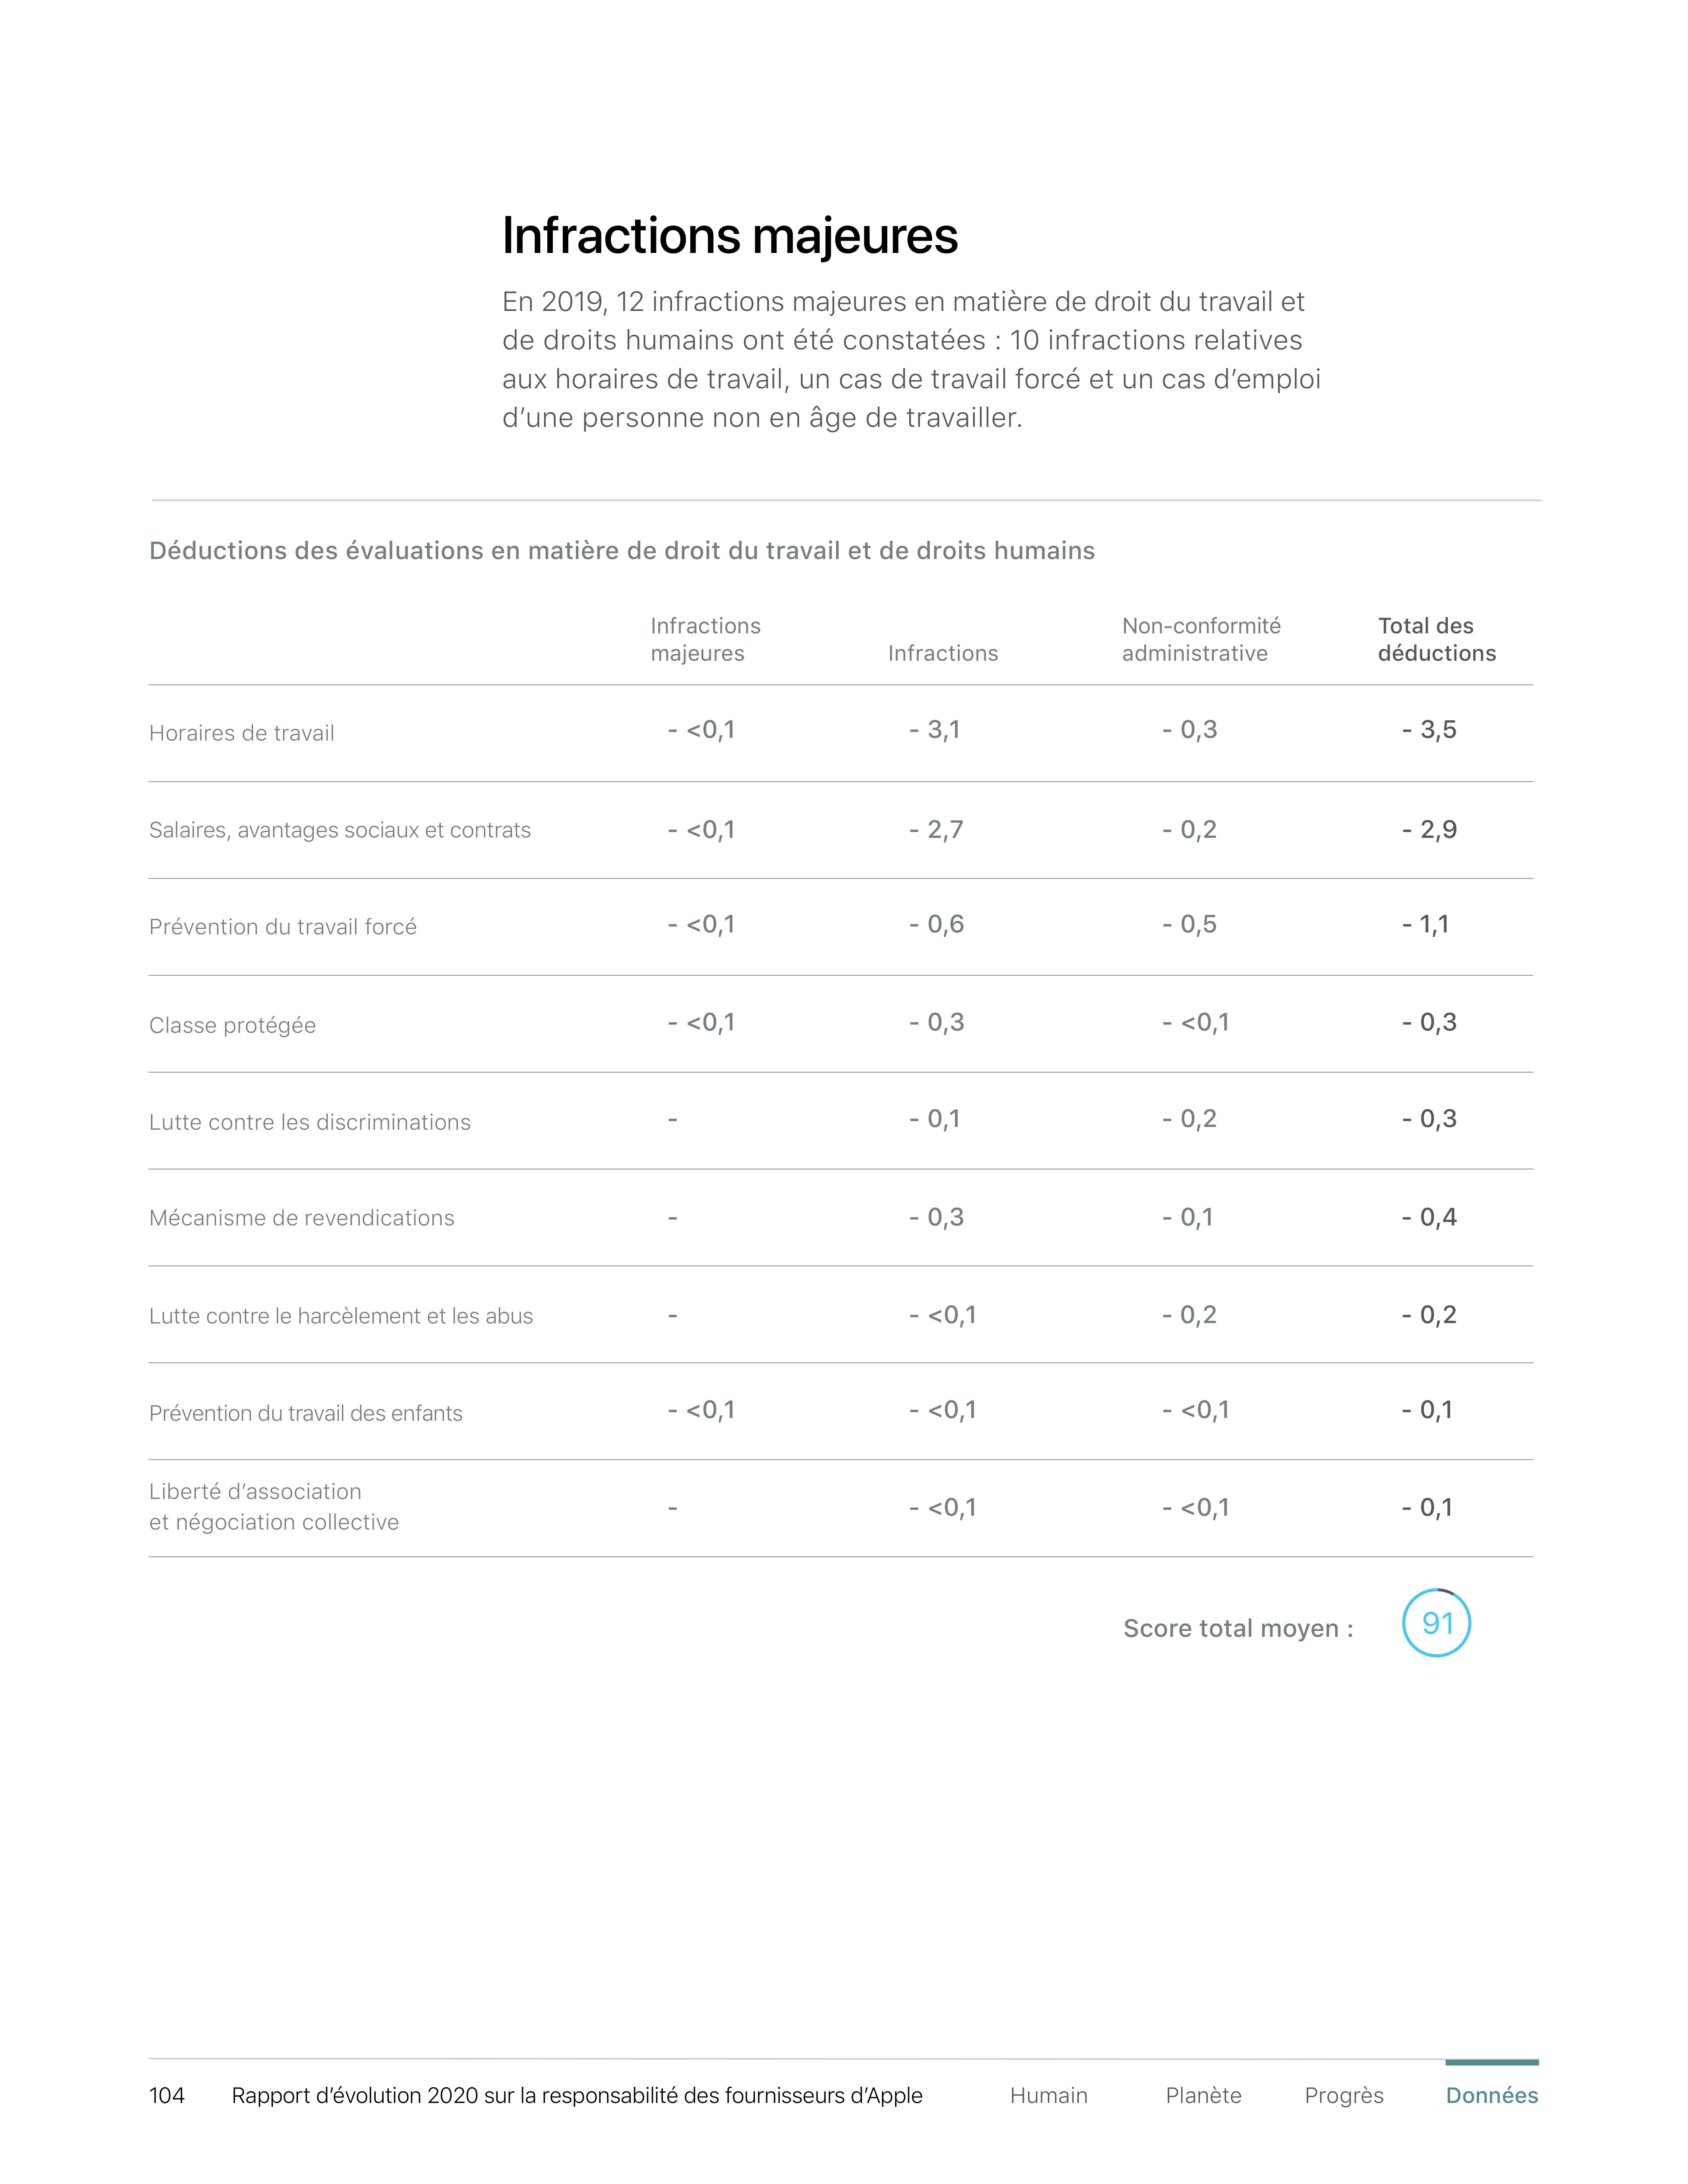 Infractions majeures
En 2019, 12 infractions majeures en matière de droit du travail et
de droits humains ont été constatées : 10 infractions relatives
aux horaires de travail, un cas de travail forcé et un cas d’emploi
d’une personne non en âge de travailler.
Déductions des évaluations en matière de droit du travail et de droits humains
Infractions majeures Infractions Non-conformité administrative Total des déductions
Horaires de travail - <0,1 - 3,1 - 0,3 - 3,5
Salaires, avantages sociaux et contrats - <0,1 - 2,7 - 0,2 - 2,9
Prévention du travail forcé - <0,1 - 0,6 - 0,5 - 1,1
Classe protégée - <0,1 - 0,3 - <0,1 - 0,3
Lutte contre les discriminations - - 0,1 - 0,2 - 0,3
Mécanisme de revendications - - 0,3 - 0,1 - 0,4
Lutte contre le harcèlement et les abus - - <0,1 - 0,2 - 0,2
Prévention du travail des enfants - <0,1 - <0,1 - <0,1 - 0,1
Liberté d’association
et négociation collective - - <0,1 - <0,1 - 0,1
Score total moyen : 91
104 Rapport d’évolution 2020 sur la responsabilité des fournisseurs d’Apple Humain Planète Progrès Données